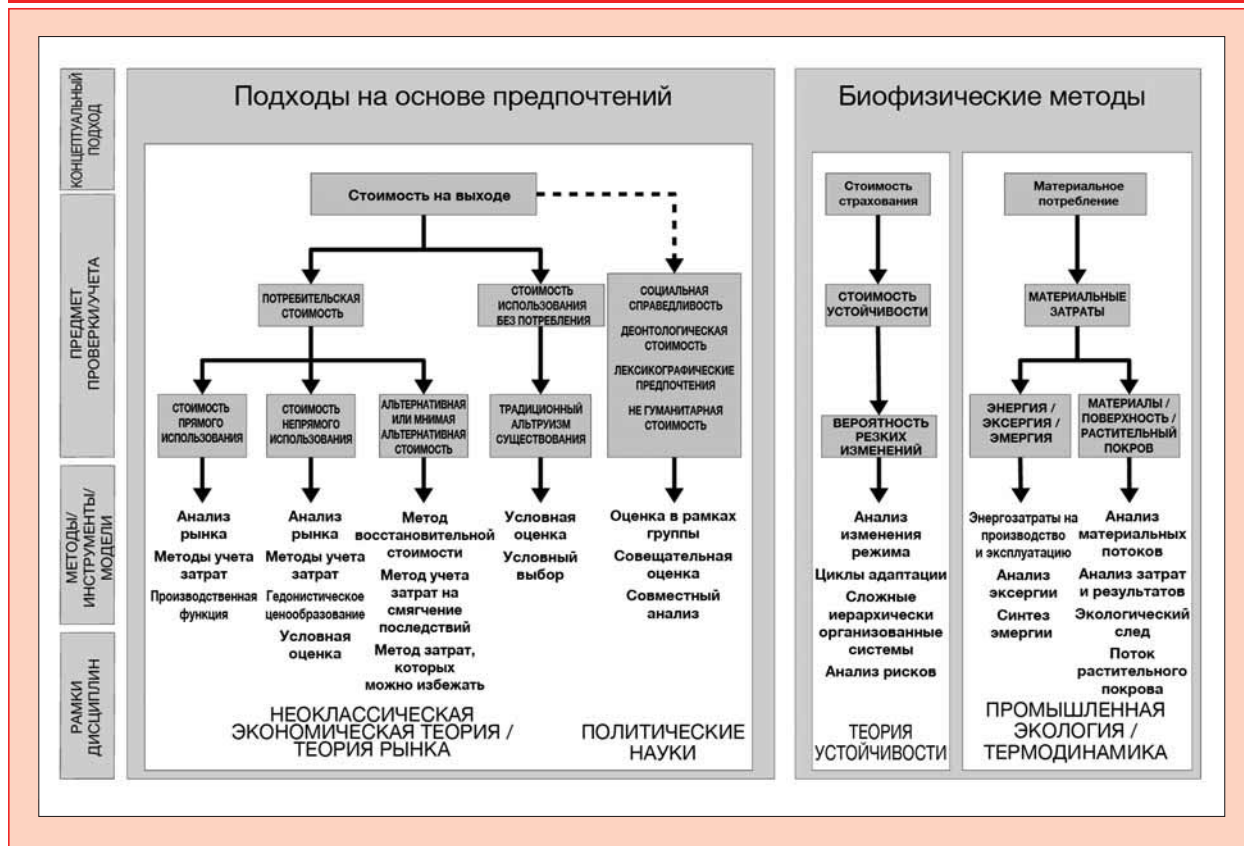 КОНЦЕПТУАЛЬНЫЙ
ПОДХОД
ПРЕДМЕТ
ПРОВЕРКИ/УЧЕТА
МЕТОДЫ/
ИНСТРУМЕНТЫ/
МОДЕЛИ
РАМКИ
ДИСЦИПЛИН
Подходы на основе предпочтений
Стоимость на выходе
ПОТРЕБИТЕЛЬСКАЯ
СТОИМОСТЬ
СТОИМОСТЬ
ИСПОЛЬЗОВАНИЯ
БЕЗ ПОТРЕБЛЕНИЯ
СОЦИАЛЬНАЯ
СПРАВЕДЛИВОСТЬ
ДЕОНТОЛОГИЧЕСКАЯ
СТОИМОСТЬ
ЛЕКСИКОГРАФИЧЕСКИЕ
ПРЕДПОЧТЕНИЯ
НЕ ГУМАНИТАРНАЯ
СТОИМОСТЬ
СТОИМОСТЬ
ПРЯМОГО
ИСПОЛЬЗОВАНИЯ
СТОИМОСТЬ
НЕПРЯМОГО
ИСПОЛЬЗОВАНИЯ
АЛЬТЕРНАТИВНАЯ
ИЛИ МНИМАЯ
АЛЬТЕРНАТИВНАЯ
СТОИМОСТЬ
ТРАДИЦИОННЫЙ
АЛЬТРУИЗМ
СУЩЕСТВОВАНИЯ
Анализ
рынка
Методы учета
затрат
Производственная
функция
Анализ
рынка
Методы учета
затрат
Гедонистическое
ценообразование
Условная
оценка
Метод
восстановительной
стоимости
Метод учета
затрат на
смягчение
последствий
Метод затрат,
которых
можно избежать
Условная
оценка
Условный
выбор
Оценка в рамках
группы
Совещательная
оценка
Совместный
анализ
НЕОКЛАССИЧЕСКАЯ
ЭКОНОМИЧЕСКАЯ ТЕОРИЯ /
ТЕОРИЯ РЫНКА
ПОЛИТИЧЕСКИЕ
НАУКИ
Биофизические методы
Стоимость
страхования
СТОИМОСТЬ
УСТОЙЧИВОСТИ
ВЕРОЯТНОСТЬ
РЕЗКИХ
ИЗМЕНЕНИЙ
Анализ
изменения
режима
Циклы адаптации
Сложные
иерархически
организованные
системы
Анализ рисков
ТЕОРИЯ
УСТОЙЧИВОСТИ
Материальное
потребление
МАТЕРИАЛЬНЫЕ
ЗАТРАТЫ
ЭНЕРГИЯ /
ЭКСЕРГИЯ /
ЭМЕРГИЯ
МАТЕРИАЛЫ /
ПОВЕРХНОСТЬ /
РАСТИТЕЛЬНЫЙ
ПОКРОВ
Энергозатраты на
производство
и эксплуатацию
Анализ
эксергии
Синтез
эмергии
Анализ
материальных
потоков
Анализ затрат
и результатов
Экологический
след
Поток
растительного
покрова
ПРОМЫШЛЕННАЯ
ЭКОЛОГИЯ /
ТЕРМОДИНАМИКА